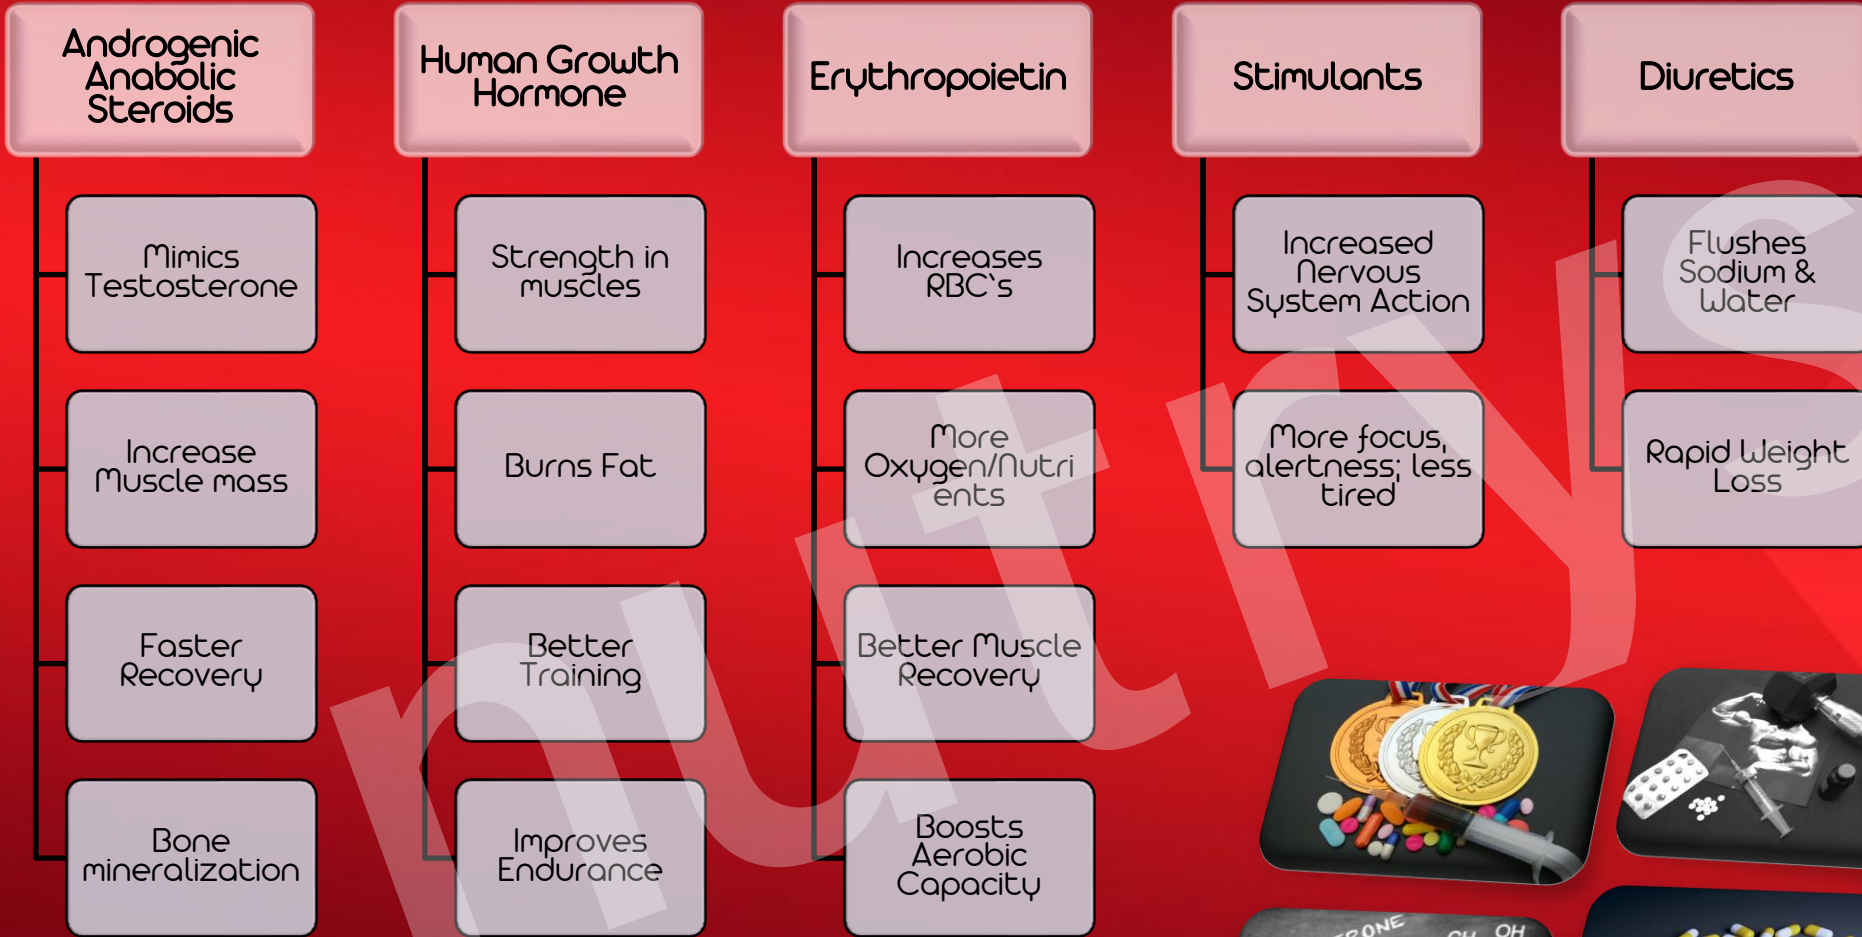 Androgenic
Anabolic
Steroids
Mimics
Testosterone
Increase
Muscle mass
Faster
Recovery
Bone
mineralization
Human Growth
Hormone
Strength in
muscles
Burns Fat
Better
Training
Improves
Endurance
Erythropoietin
Increases
RBC`s
More
Oxygen/Nutri
ents
Better Muscle
Recovery
Boosts
Aerobic
Capacity
Stimulants
Increased
Nervous
System Action
More focus,
alertness; less
tired'
Diuretics
Flushes
Sodium &
Water
Rapid Weight
Loss
nutrys
OH